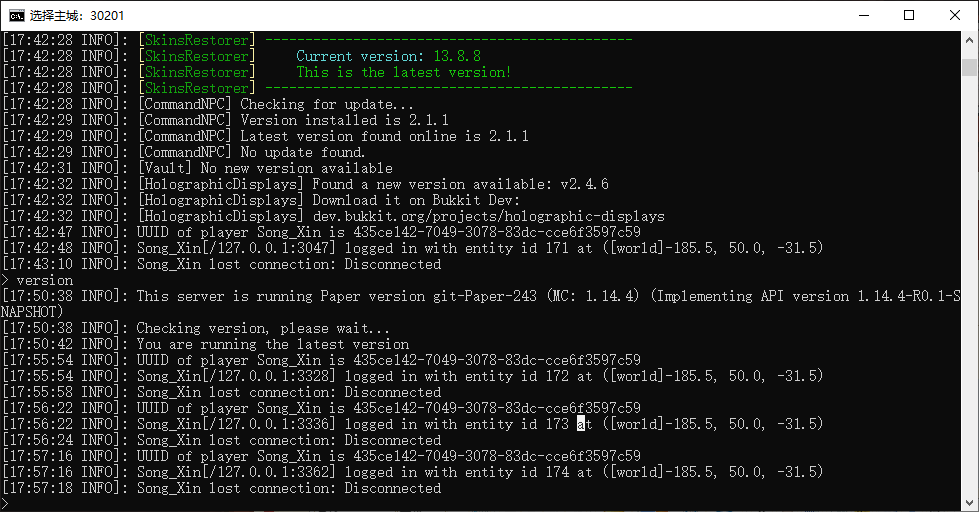 选择主城：30201
[17:42:28 INFO]: [SkinsRestorer] ----------------------------------------------
[17:42:28 INFO]: [SkinsRestorer]     Current version: 13.8.8
[17:42:28 INFO]: [SkinsRestorer]     This is the latest version!
[17:42:28 INFO]: [SkinsRestorer] ----------------------------------------------
[17:42:28 INFO]: [CommandNPC] Checking for update...
[17:42:29 INFO]: [CommandNPC] Version installed is 2.1.1
[17:42:29 INFO]: [CommandNPC] Latest version found online is 2.1.1
[17:42:29 INFO]: [CommandNPC] No update found.
[17:42:31 INFO]: [Vault] No new version available
[17:42:32 INFO]: [HolographicDisplays] Found a new version available: v2.4.6
[17:42:32 INFO]: [HolographicDisplays] Download it on Bukkit Dev:
[17:42:32 INFO]: [HolographicDisplays] dev.bukkit.org/projects/holographic-displays
[17:42:47 INFO]: UUID of player Song_Xin is 435ce142-7049-3078-83dc-cce6f3597c59
[17:42:48 INFO]: Song_Xin[/127.0.0.1:3047] logged in with entity id 171 at ([world]-185.5, 50.0, -31.5)
[17:43:10 INFO]: Song_Xin lost connection: Disconnected
> version
[17:50:38 INFO]: This server is running Paper version git-Paper-243 (MC: 1.14.4) (Implementing API version 1.14.4-R0.1-S
NAPSHOT)
[17:50:38 INFO]: Checking version, please wait...
[17:50:42 INFO]: You are running the latest version
[17:55:54 INFO]: UUID of player Song_Xin is 435ce142-7049-3078-83dc-cce6f3597c59
[17:55:54 INFO]: Song_Xin[/127.0.0.1:3328] logged in with entity id 172 at ([world]-185.5, 50.0, -31.5)
[17:55:58 INFO]: Song_Xin lost connection: Disconnected
[17:56:22 INFO]: UUID of player Song_Xin is 435ce142-7049-3078-83dc-cce6f3597c59
[17:56:22 INFO]: Song_Xin[/127.0.0.1:3336] logged in with entity id 173 at ([world]-185.5, 50.0, -31.5)
[17:56:24 INFO]: Song_Xin lost connection: Disconnected
[17:57:16 INFO]: UUID of player Song_Xin is 435ce142-7049-3078-83dc-cce6f3597c59
[17:57:16 INFO]: Song_Xin[/127.0.0.1:3362] logged in with entity id 174 at ([world]-185.5, 50.0, -31.5)
[17:57:18 INFO]: Song_Xin lost connection: Disconnected
>